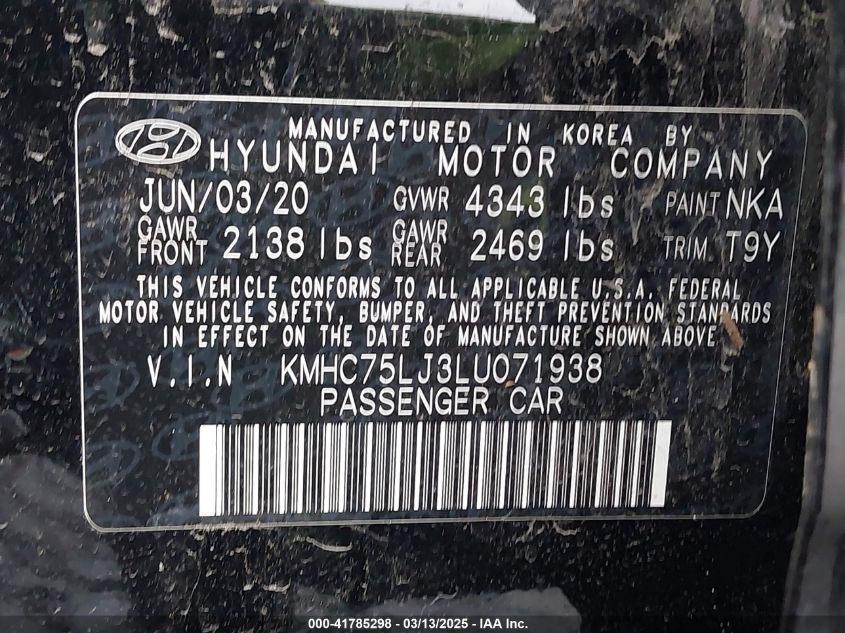 MANUFACTURED IN KOREA BY
HYUNDAI MOTOR COMPANY
JUN/03/20 GVWR 4343 lbs PAINT NKA
GAWR FRONT 2138 lbs GAWR REAR 2469 lbs TRIM T9Y
THIS VEHICLE CONFORMS TO ALL APPLICABLE U.S.A. FEDERAL
MOTOR VEHICLE SAFETY, BUMPER, AND THEFT PREVENTION STANDARDS
IN EFFECT ON THE DATE OF MANUFACTURE SHOWN ABOVE
V.I.N KMHC75LJ3LU071938
PASSENGER CAR
000-41785298 - 03/13/2025 - IMPACT AUCTIONS, LLC